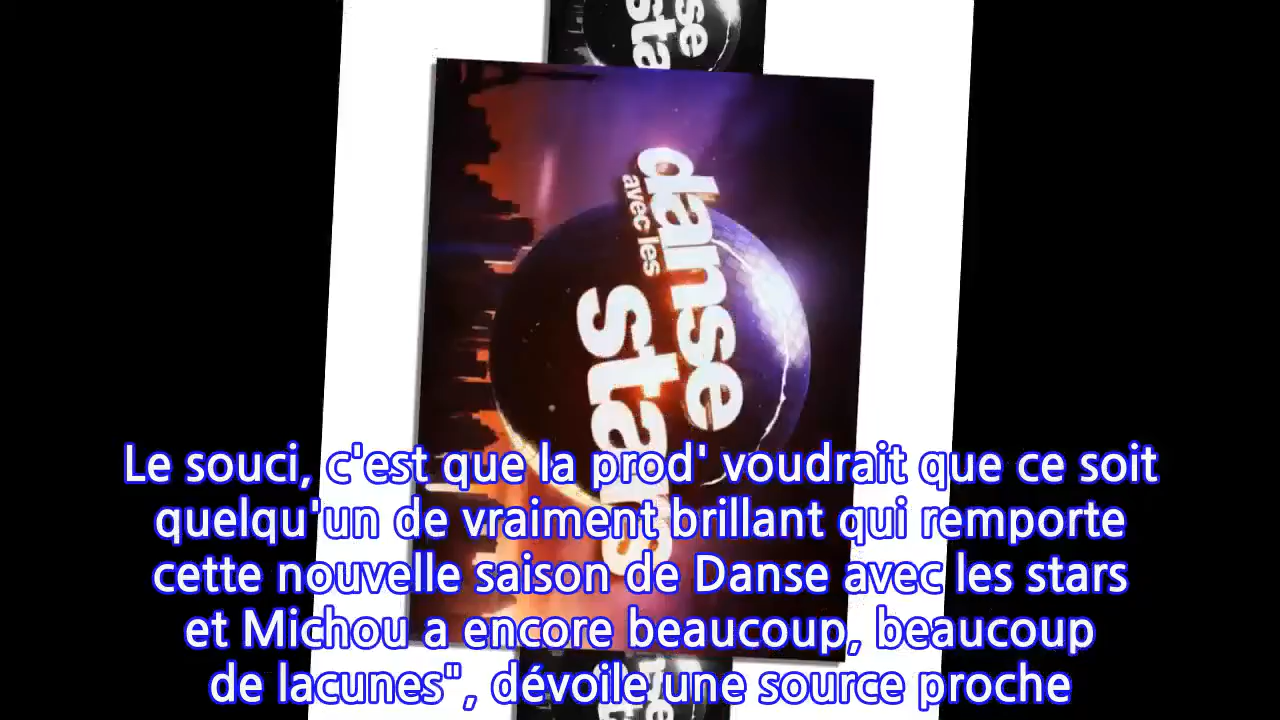 se
sta
danse
avec les
stars
Le souci, c'est que la prod' voudrait que ce soit
quelqu'un de vraiment brillant qui remporte
cette nouvelle saison de Danse avec les stars
et Michou a encore beaucoup, beaucoup
de lacunes", dévoile une source proche